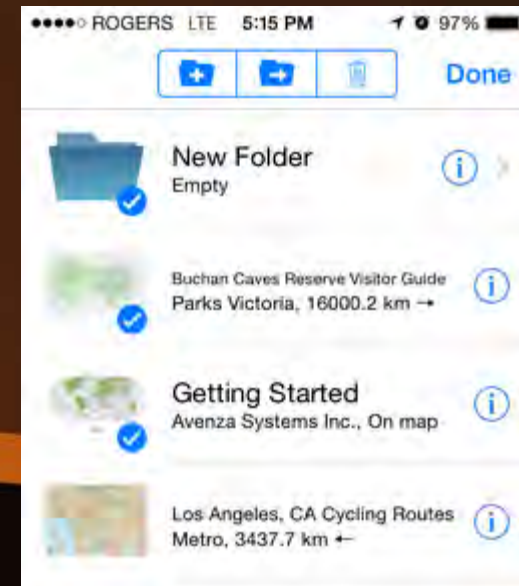 ROGERS LTE 5:15 PM 97%
Done
New Folder
Empty
Buchan Caves Reserve Visitor Guide
Parks Victoria, 16000.2 km →
Getting Started
Avenza Systems Inc., On map
Los Angeles, CA Cycling Routes
Metro, 3437.7 km ←